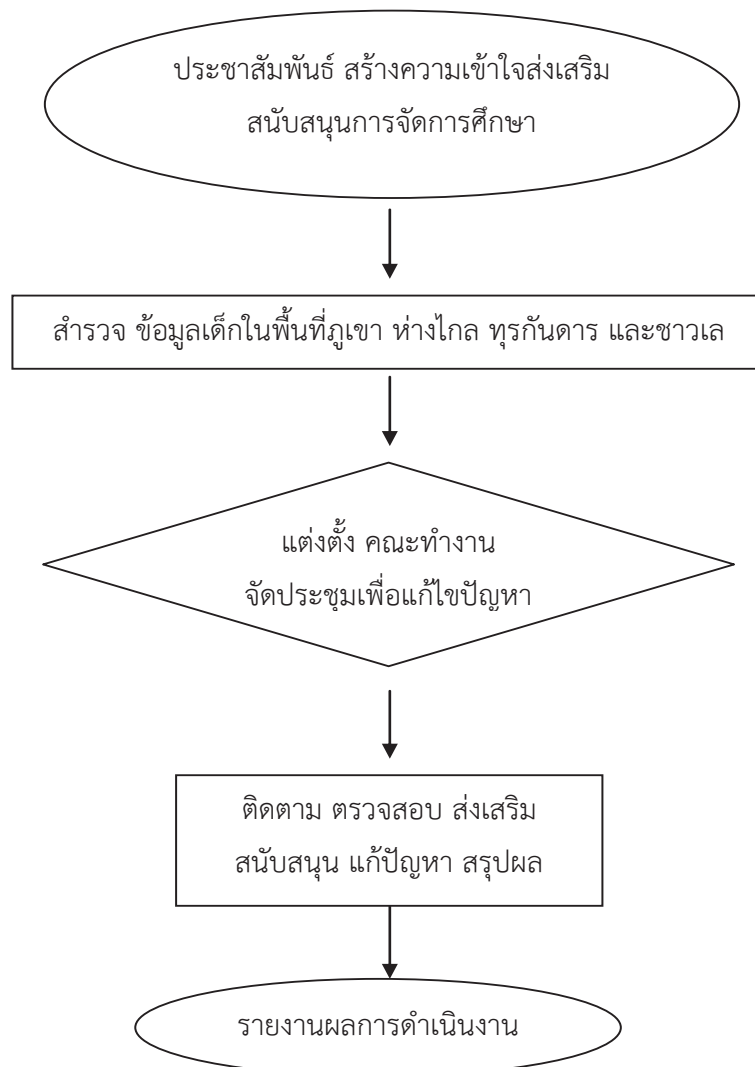 ประชาสัมพันธ์ สร้างความเข้าใจส่งเสริม
สนับสนุนการจัดการศึกษา
สำรวจ ข้อมูลเด็กในพื้นที่ภูเขา ห่างไกล ทุรกันดาร และชาวเล
แต่งตั้ง คณะทำงาน
จัดประชุมเพื่อแก้ไขปัญหา
ติดตาม ตรวจสอบ ส่งเสริม
สนับสนุน แก้ปัญหา สรุปผล
รายงานผลการดำเนินงาน